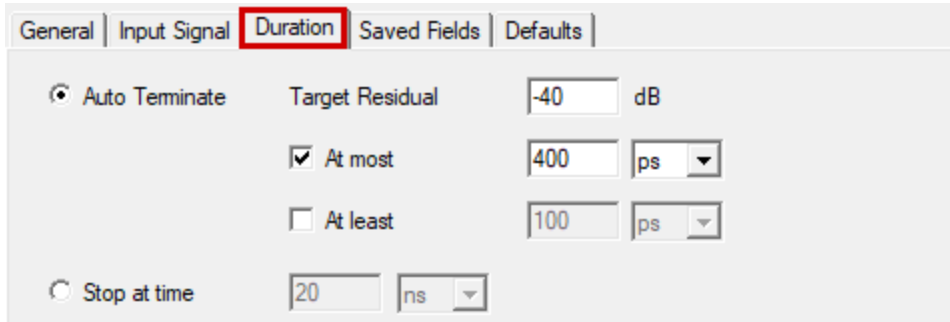 General Input Signal Duration Saved Fields Defaults
Auto Terminate Target Residual -40 dB
At most 400 ps
At least 100 ps
Stop at time 20 ns